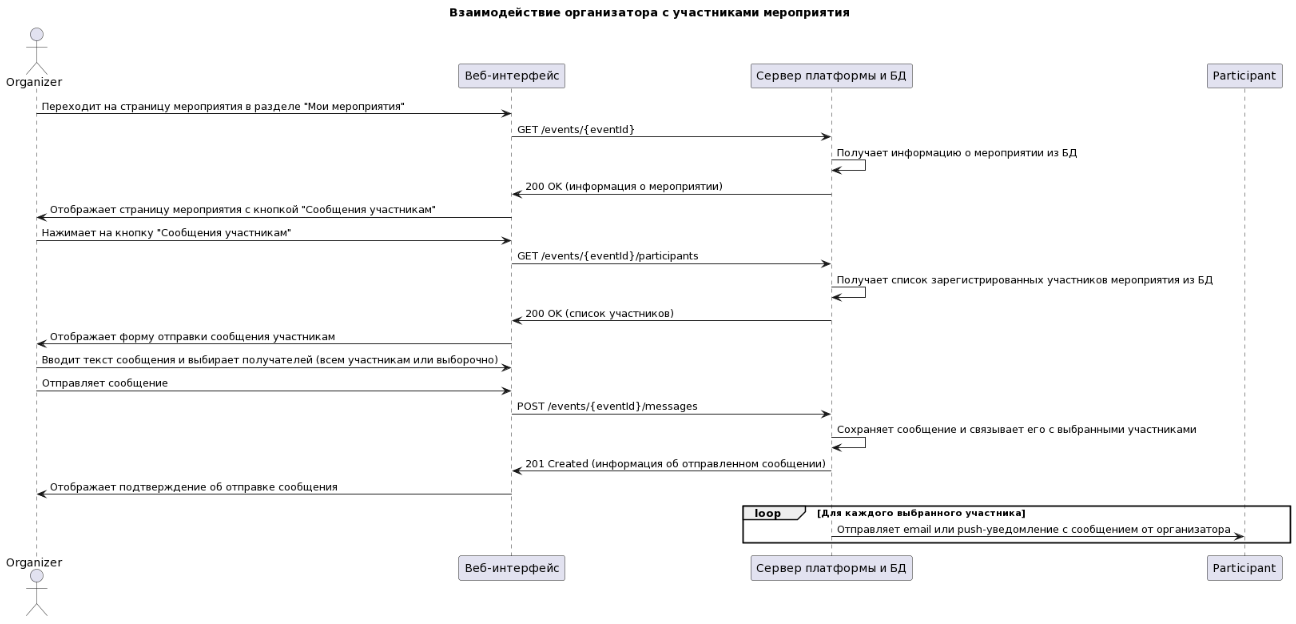 Взаимодействие организатора с участниками мероприятия
Organizer
Веб-интерфейс
Сервер платформы и БД
Participant
Переходит на страницу мероприятия в разделе "Мои мероприятия"
GET /events/{eventId}
Получает информацию о мероприятии из БД
200 OK (информация о мероприятии)
Отображает страницу мероприятия с кнопкой "Сообщения участникам"
Нажимает на кнопку "Сообщения участникам"
GET /events/{eventId}/participants
Получает список зарегистрированных участников мероприятия из БД
200 OK (список участников)
Отображает форму отправки сообщения участникам
Вводит текст сообщения и выбирает получателей (всем участникам или выборочно)
Отправляет сообщение
POST /events/{eventId}/messages
Сохраняет сообщение и связывает его с выбранными участниками
201 Created (информация об отправленном сообщении)
Отображает подтверждение об отправке сообщения
loop [Для каждого выбранного участника]
Отправляет email или push-уведомление с сообщением от организатора
Organizer
Веб-интерфейс
Сервер платформы и БД
Participant